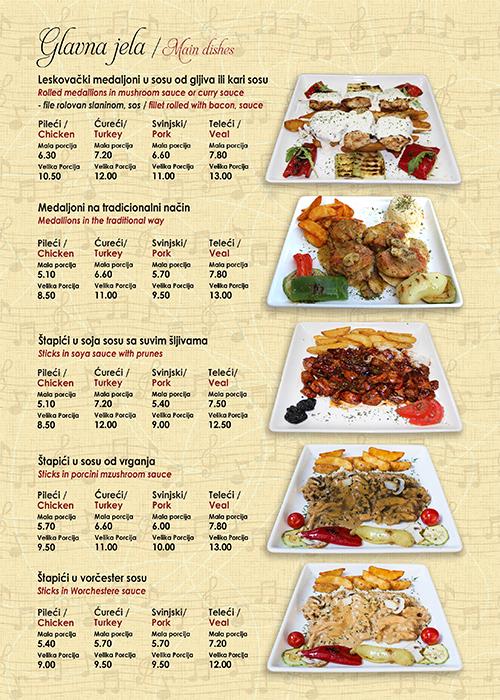 Glavna jela / Main dishes
Leskovački medaljoni u sosu od gljiva ili kari sosu
Rolled medallions in mushroom sauce or curry sauce
- file rolovan slaninom, sos / fillet rolled with bacon, sauce
Pileći / Ćureći / Svinjski/ Teleći /
Chicken Turkey Pork Veal
Mala porcija Mala porcija Mala porcija Mala porcija
6.30 7.20 6.60 7.80
Velika Porcija Velika Porcija Velika Porcija Velika Porcija
10.50 12.00 11.00 13.00
Medaljoni na tradicionalni način
Medallions in the traditional way
Pileći / Ćureći / Svinjski/ Teleći /
Chicken Turkey Pork Veal
Mala porcija Mala porcija Mala porcija Mala porcija
5.10 6.60 5.70 7.80
Velika Porcija Velika Porcija Velika Porcija Velika Porcija
8.50 11.00 9.50 13.00
Štapići u soja sosu sa suvim šljivama
Sticks in soya sauce with prunes
Pileći / Ćureći / Svinjski/ Teleći /
Chicken Turkey Pork Veal
Mala porcija Mala porcija Mala porcija Mala porcija
5.10 7.20 5.40 7.50
Velika Porcija Velika Porcija Velika Porcija Velika Porcija
8.50 12.00 9.00 12.50
Štapići u sosu od vrganja
Sticks in porcini mzushroom sauce
Pileći / Ćureći / Svinjski/ Teleći /
Chicken Turkey Pork Veal
Mala porcija Mala porcija Mala porcija Mala porcija
5.70 6.60 6.00 7.80
Velika Porcija Velika Porcija Velika Porcija Velika Porcija
9.50 11.00 10.00 13.00
Štapići u vorčester sosu
Sticks in Worchestere sauce
Pileći / Ćureći / Svinjski/ Teleći /
Chicken Turkey Pork Veal
Mala porcija Mala porcija Mala porcija Mala porcija
5.40 5.70 5.70 7.20
Velika Porcija Velika Porcija Velika Porcija Velika Porcija
9.00 9.50 9.50 12.00